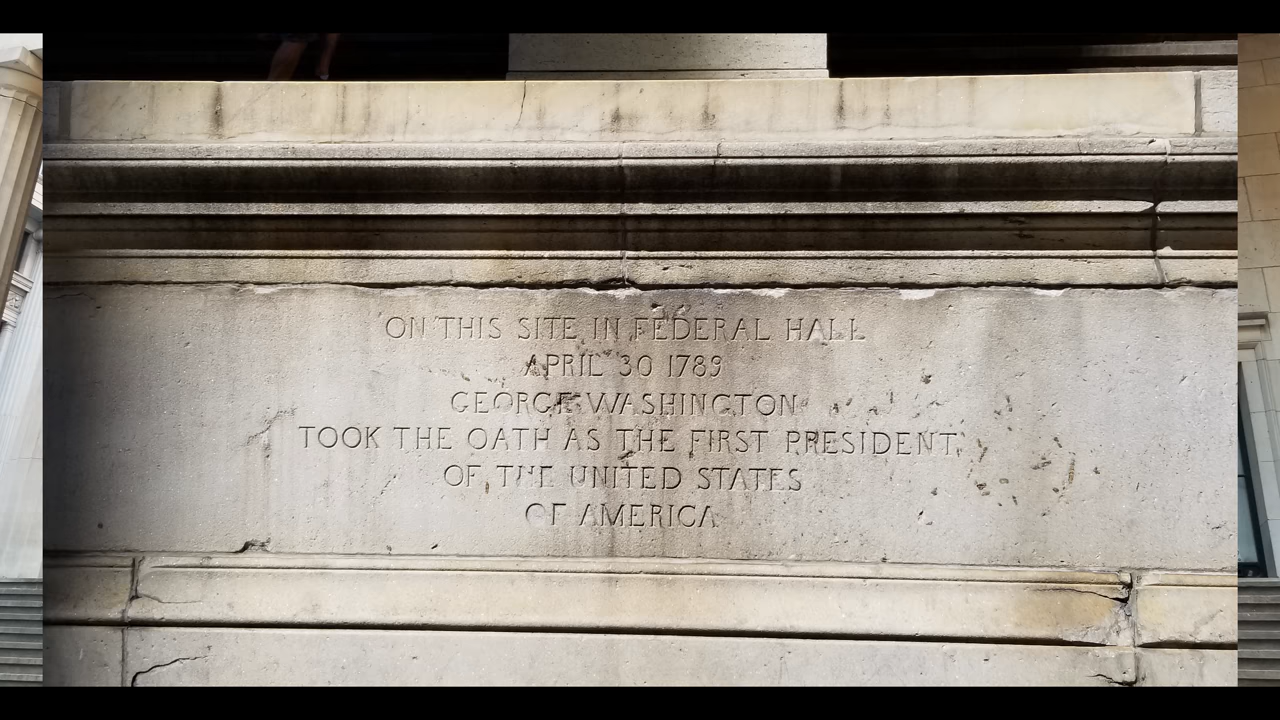 ON THIS SITE IN FEDERAL HALL
APRIL 30 1789
GEORGE WASHINGTON
TOOK THE OATH AS THE FIRST PRESIDENT
OF THE UNITED STATES
OF AMERICA